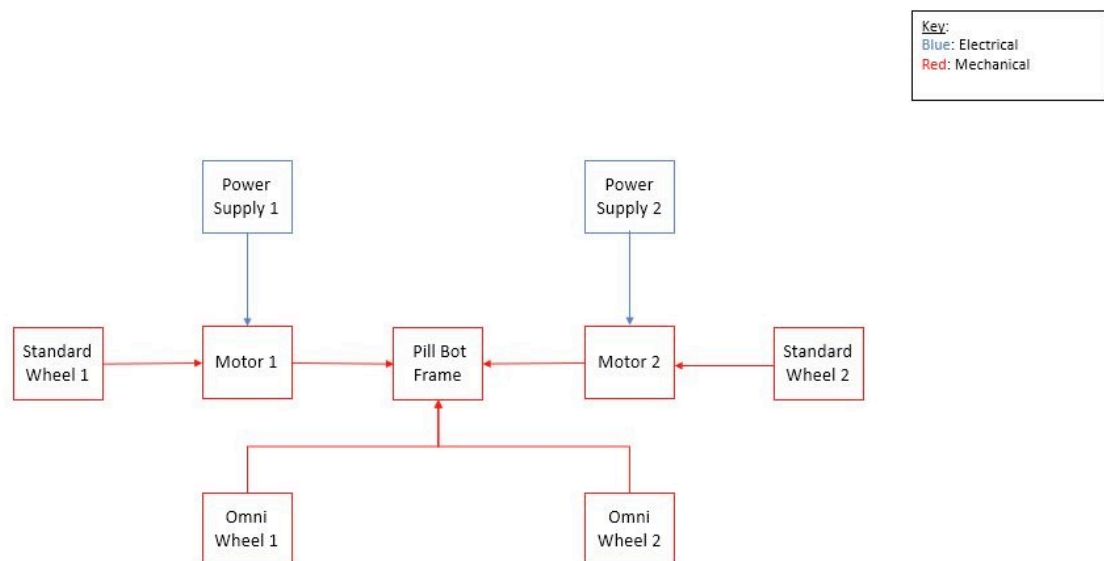 Key:
Blue: Electrical
Red: Mechanical
Power
Supply 1
Power
Supply 2
Standard
Wheel 1
Motor 1
Pill Bot
Frame
Motor 2
Standard
Wheel 2
Omni
Wheel 1
Omni
Wheel 2